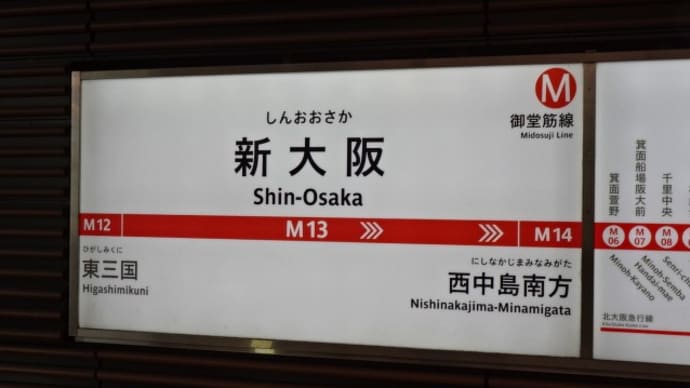 しんおおさか
新大阪
Shin-Osaka
M
御堂筋線
Midosuji Line
M12
M13
M14
ひがしみくに
東三国
Higashimikuni
にしなかじまみなみがた
西中島南方
Nishinakajima-Minamigata
箕面萱野
箕面船場阪大前
千里中央
M
06
M
07
M
08
Minoh-Kayano
Minoh-Semba
Handai-mae
北大阪急行線